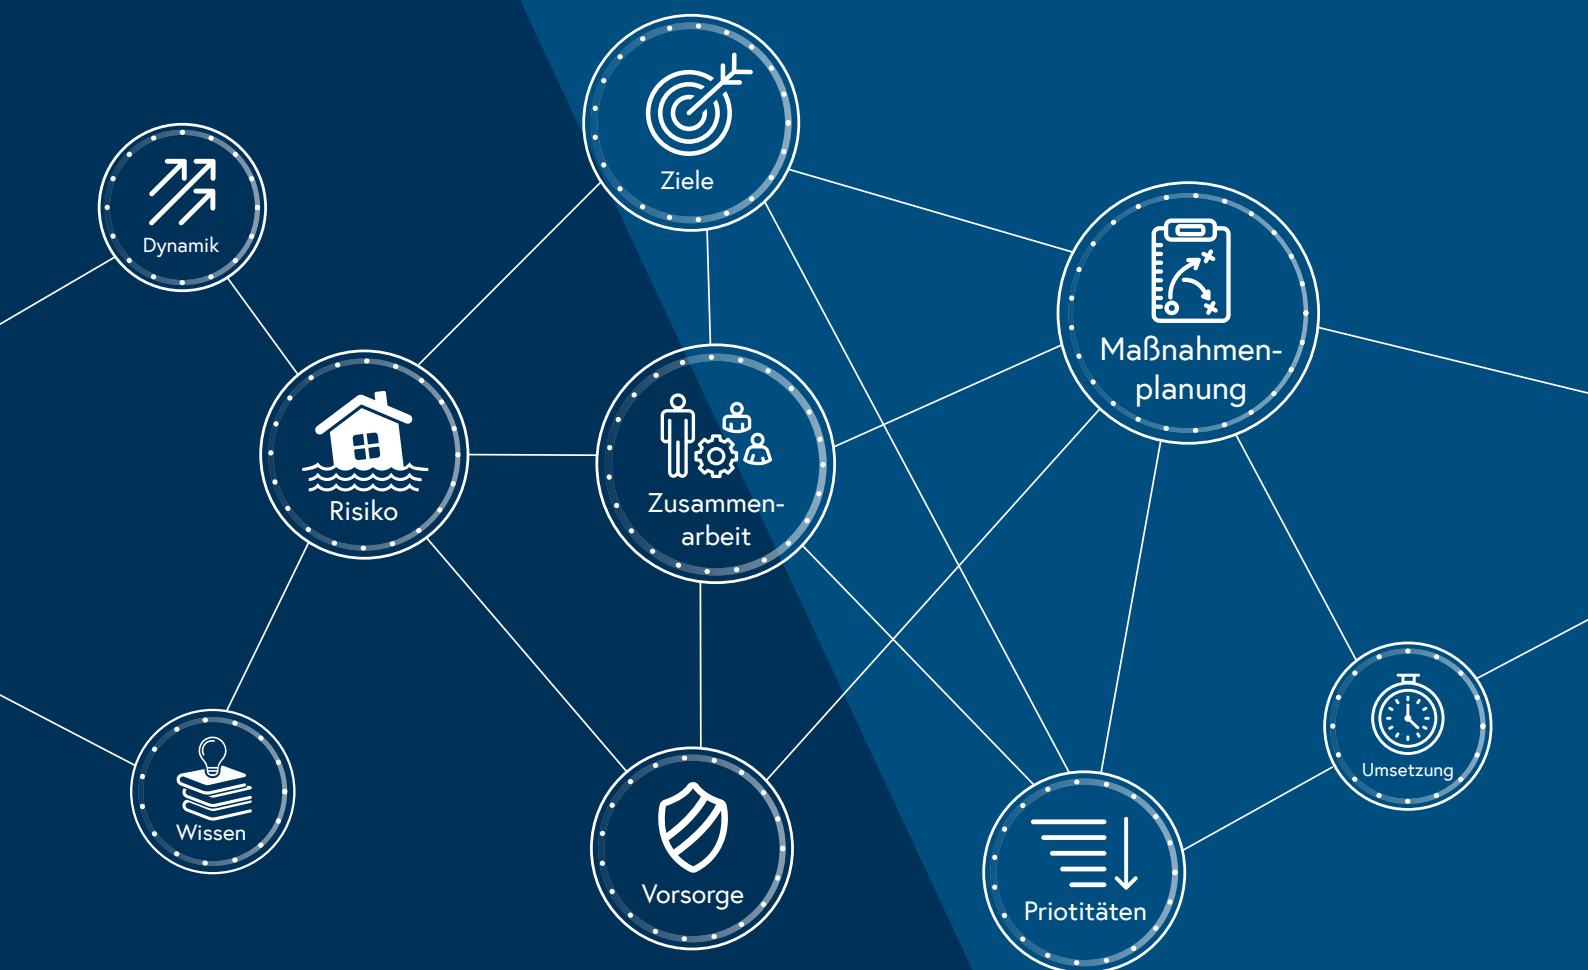 Ziele
Dynamik
Maßnahmen-
planung
Risiko
Zusammen-
arbeit
Umsetzung
Wissen
Vorsorge
Priotitäten